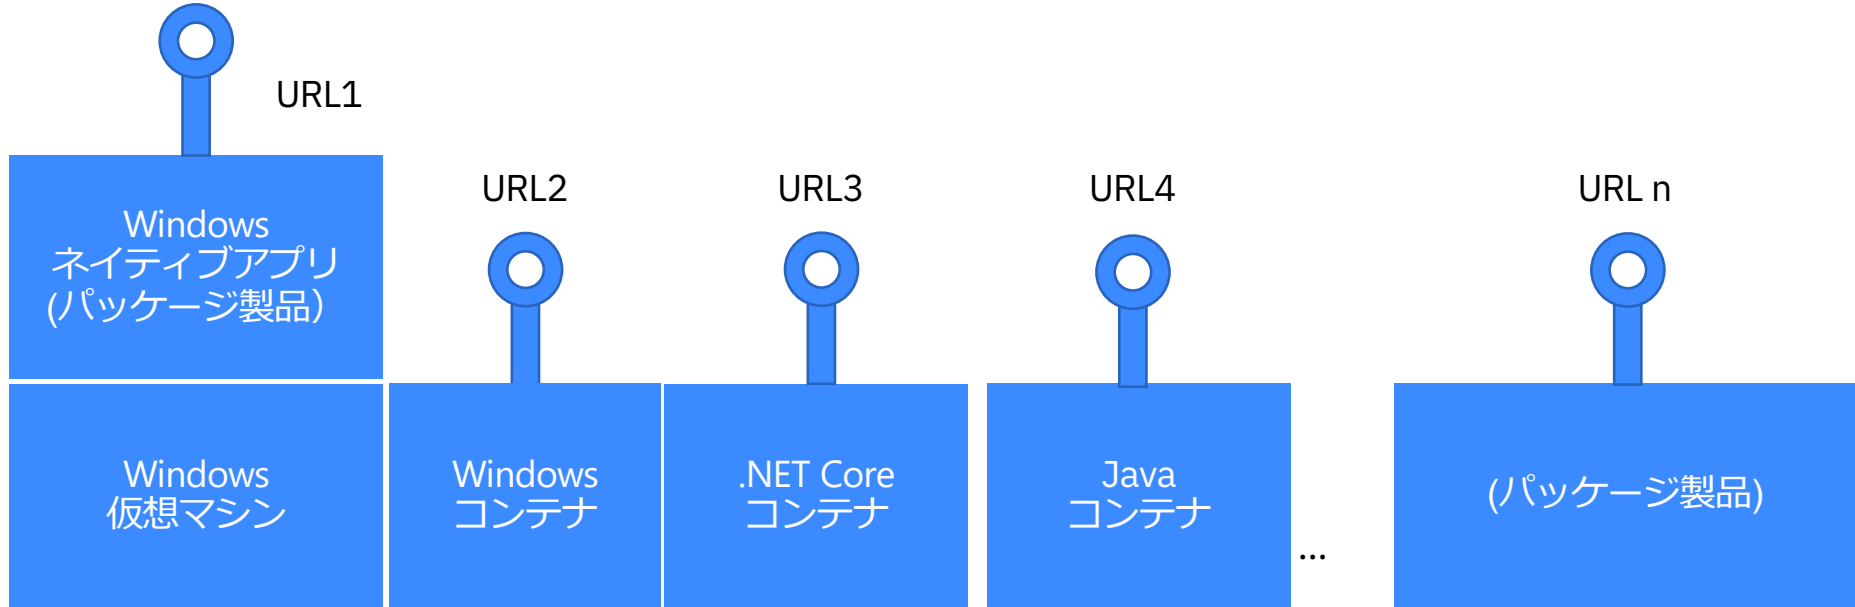 URL1
Windows
ネイティブアプリ
(パッケージ製品）
URL2
URL3
URL4
URL n
Windows
仮想マシン
Windows
コンテナ
.NET Core
コンテナ
Java
コンテナ
...
(パッケージ製品)